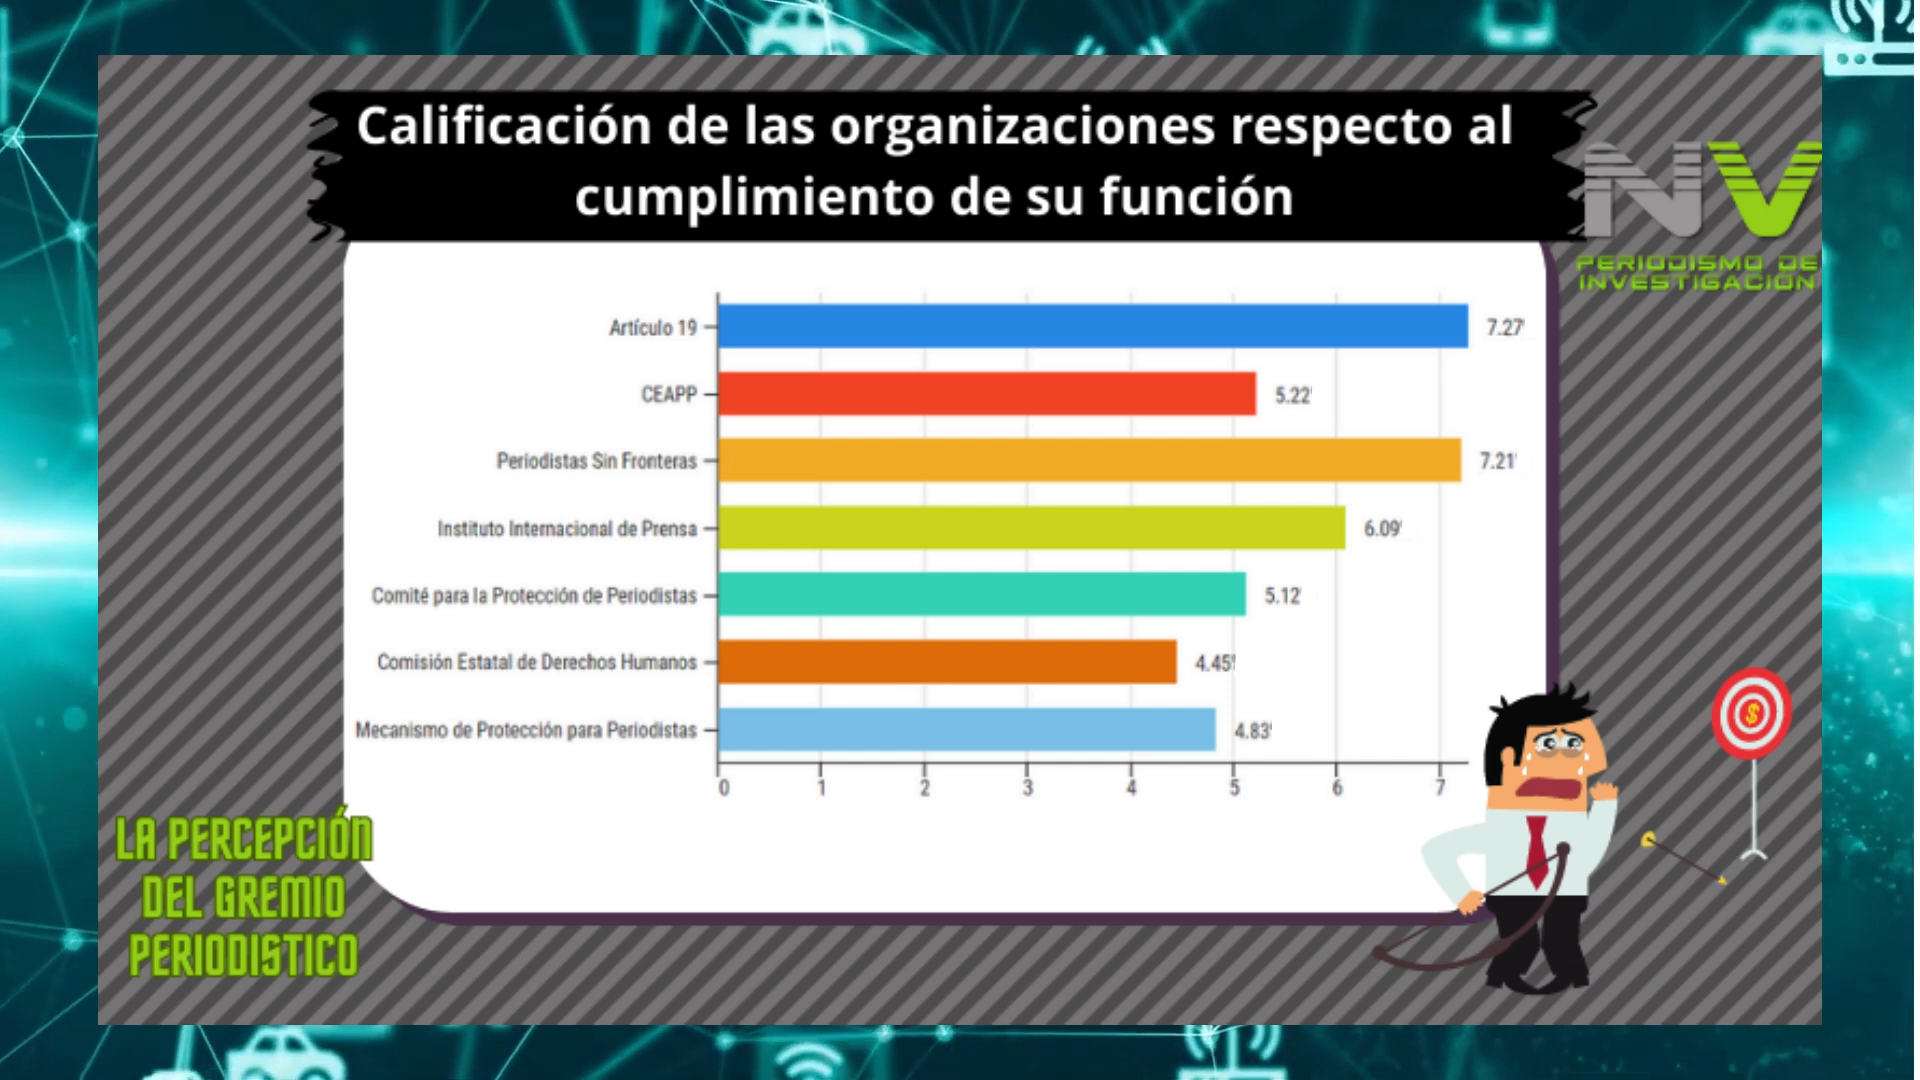 Calificación de las organizaciones respecto al
cumplimiento de su función
NV
PERIODISMO DE
INVESTIGACIÓN
Artículo 19
7.27
CEAPP
5.22
Periodistas Sin Fronteras
7.21
Instituto Internacional de Prensa
6.09
Comité para la Protección de Periodistas
5.12
Comisión Estatal de Derechos Humanos
4.45
Mecanismo de Protección para Periodistas
4.83
0 1 2 3 4 5 6 7
$
LA PERCEPCIÓN
DEL GREMIO
PERIODISTICO